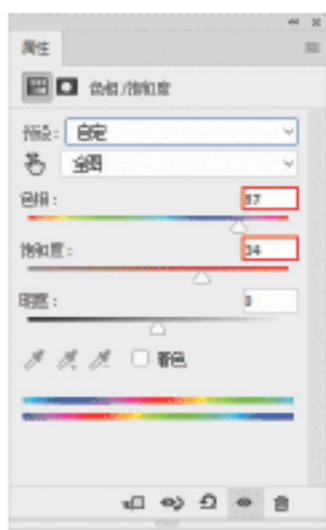 属性
色相/饱和度
预设： 自定
全图
色相：
饱和度： 34
明度： 0
着色